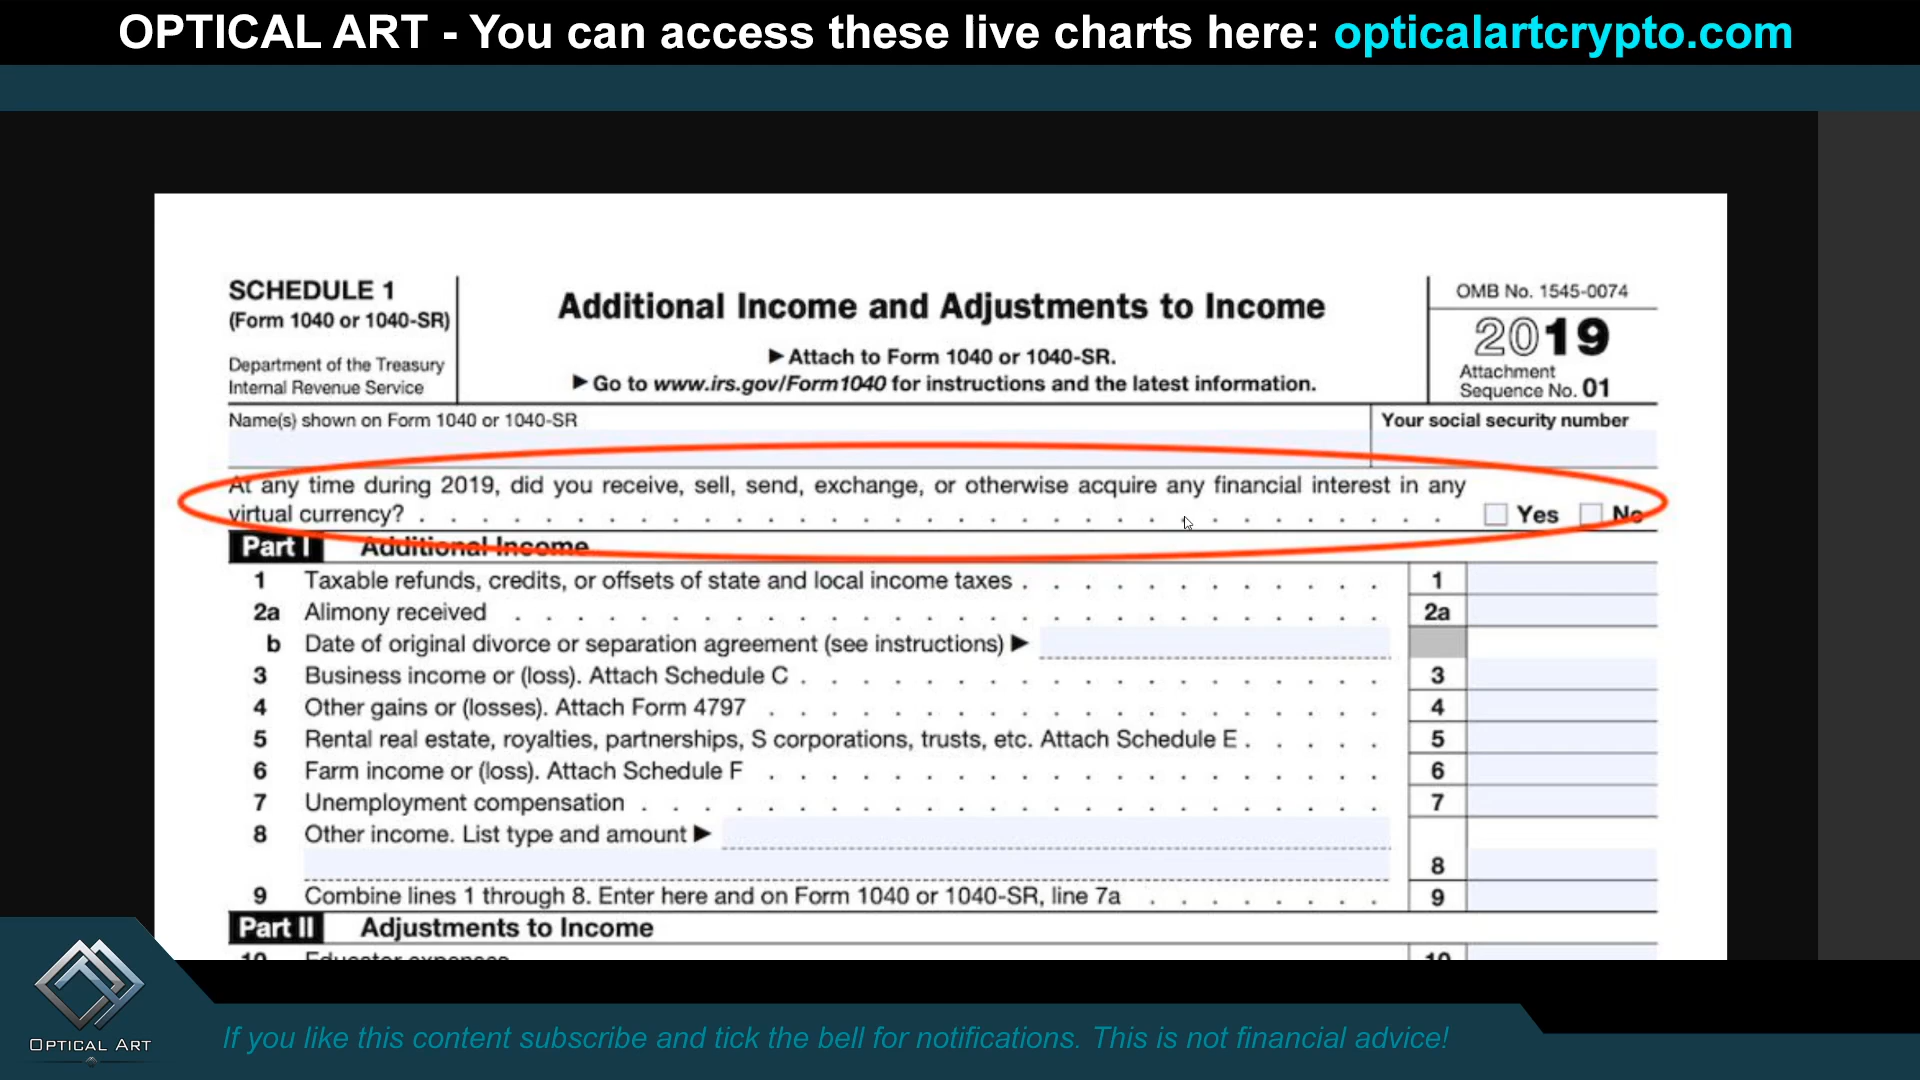 OPTICAL ART - You can access these live charts here: opticalartcrypto.com
SCHEDULE 1
(Form 1040 or 1040-SR)
Department of the Treasury
Internal Revenue Service
Additional Income and Adjustments to Income
▶ Attach to Form 1040 or 1040-SR.
▶ Go to www.irs.gov/Form1040 for instructions and the latest information.
OMB No. 1545-0074
2019
Attachment
Sequence No. 01
Name(s) shown on Form 1040 or 1040-SR
Your social security number
At any time during 2019, did you receive, sell, send, exchange, or otherwise acquire any financial interest in any
virtual currency? . . . . . . . . . . . . . . . . . . . . . . . . . . . . . . . . . Yes No
Part I Additional Income
1 Taxable refunds, credits, or offsets of state and local income taxes . . . . . . . . . . . . 1
2a Alimony received . . . . . . . . . . . . . . . . . . . . . . . . . . . . 2a
b Date of original divorce or separation agreement (see instructions) ▶
3 Business income or (loss). Attach Schedule C . . . . . . . . . . . . . . . . . . . 3
4 Other gains or (losses). Attach Form 4797 . . . . . . . . . . . . . . . . . . . . 4
5 Rental real estate, royalties, partnerships, S corporations, trusts, etc. Attach Schedule E . . . . . 5
6 Farm income or (loss). Attach Schedule F . . . . . . . . . . . . . . . . . . . . 6
7 Unemployment compensation . . . . . . . . . . . . . . . . . . . . . . . . 7
8 Other income. List type and amount ▶
8
9 Combine lines 1 through 8. Enter here and on Form 1040 or 1040-SR, line 7a . . . . . . . . 9
Part II Adjustments to Income
10 Educator expenses 10
OPTICAL ART
If you like this content subscribe and tick the bell for notifications. This is not financial advice!